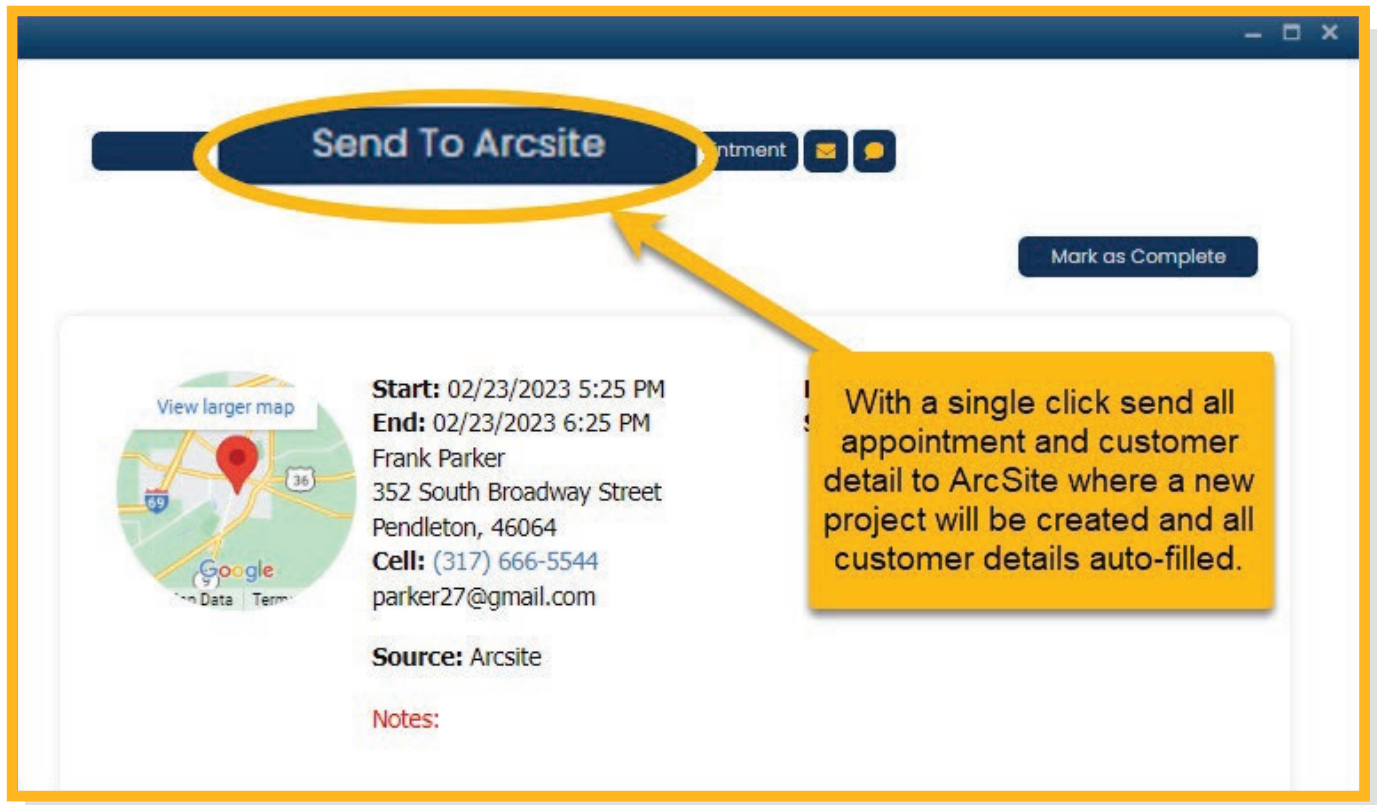 Send To Arcsite
intment
Mark as Complete
View larger map
36
69
Google
Data Term
Start: 02/23/2023 5:25 PM
End: 02/23/2023 6:25 PM
Frank Parker
352 South Broadway Street
Pendleton, 46064
Cell: (317) 666-5544
parker27@gmail.com
Source: Arcsite
Notes:
With a single click send all
appointment and customer
detail to ArcSite where a new
project will be created and all
customer details auto-filled.